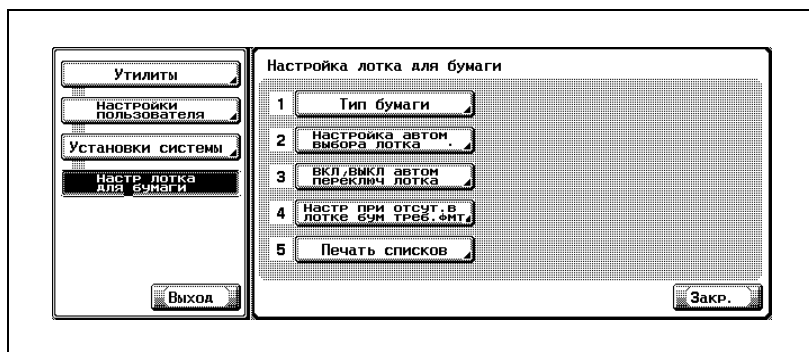 Утилиты
Настройки
пользователя
Установки системы
Настр лотка
для бумаги
Выход
Настройка лотка для бумаги
1 Тип бумаги
2 Настройка автом
выбора лотка .
3 ВКЛ,ВЫКЛ автом
переключ лотка
4 Настр при отсут.в
лотке бум треб.фмт
5 Печать списков
Закр.